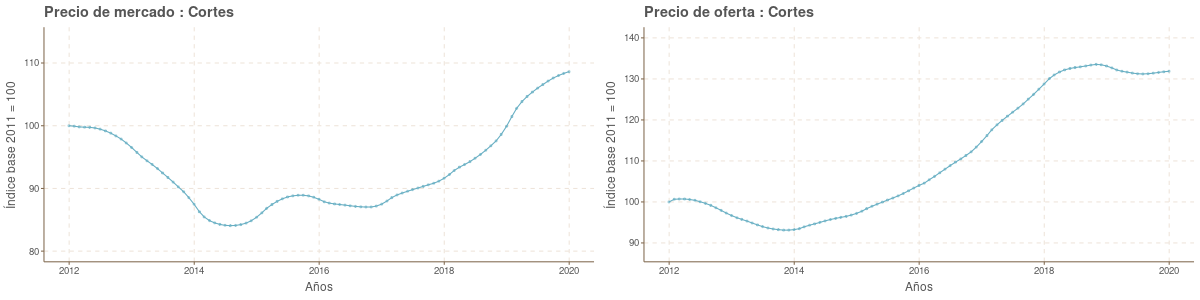 Precio de mercado : Cortes
Índice base 2011 = 100
110
100
90
80
2012 2014 2016 2018 2020
Años
Precio de oferta : Cortes
Índice base 2011 = 100
140
130
120
110
100
90
2012 2014 2016 2018 2020
Años